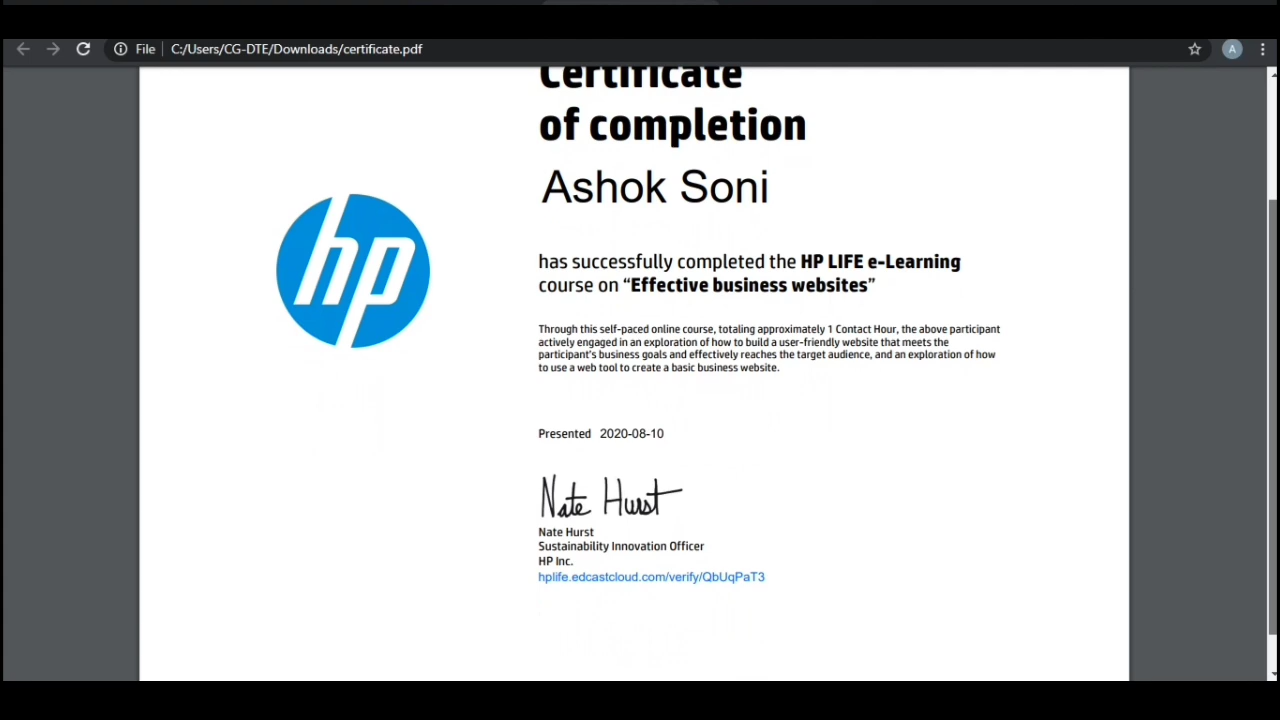 File C:/Users/CG-DTE/Downloads/certificate.pdf
A
Certificate
of completion
Ashok Soni
hp
has successfully completed the HP LIFE e-Learning
course on “Effective business websites”
Through this self-paced online course, totaling approximately 1 Contact Hour, the above participant
actively engaged in an exploration of how to build a user-friendly website that meets the
participant's business goals and effectively reaches the target audience, and an exploration of how
to use a web tool to create a basic business website.
Presented 2020-08-10
Nate Hurst
Nate Hurst
Sustainability Innovation Officer
HP Inc.
hplife.edcastcloud.com/verify/QbUqPaT3